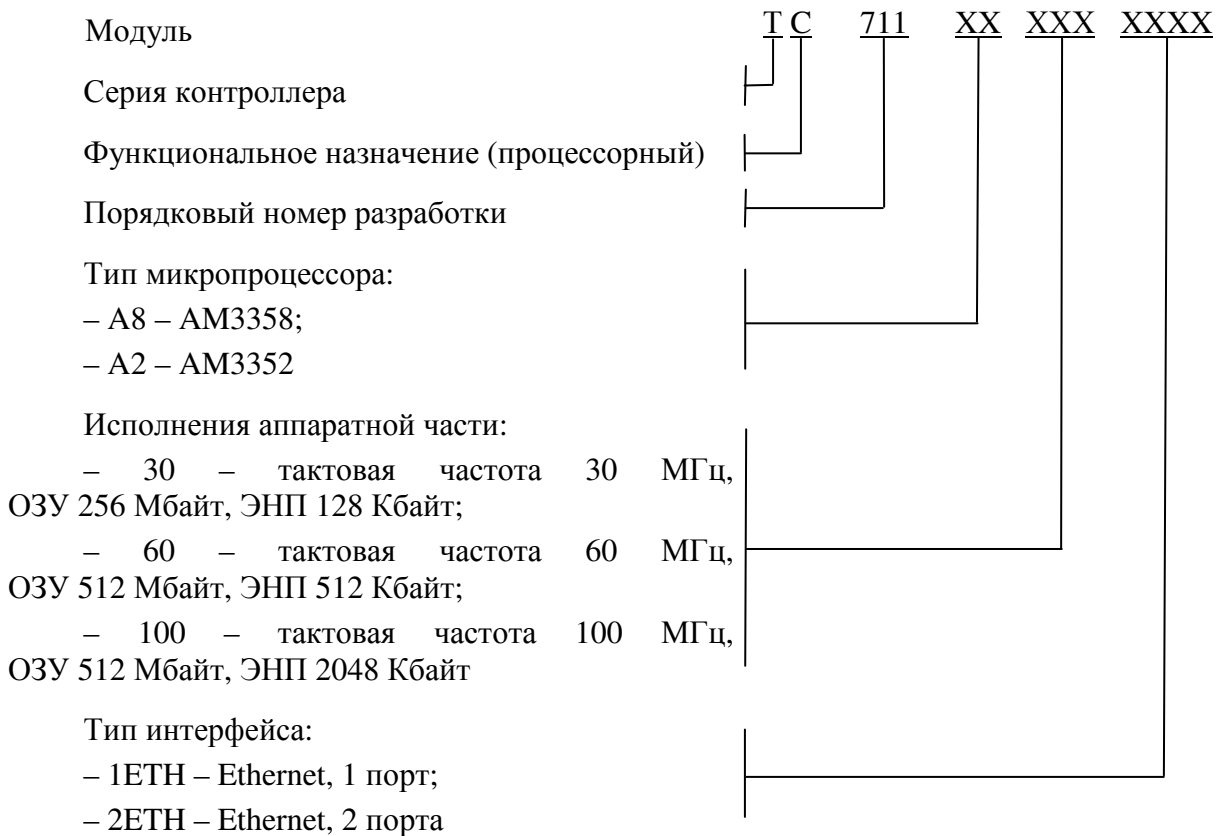 Модуль Т С 711 ХХ ХХХ ХХХХ
Серия контроллера
Функциональное назначение (процессорный)
Порядковый номер разработки
Тип микропроцессора:
– А8 – АМ3358;
– А2 – АМ3352
Исполнения аппаратной части:
– 30 – тактовая частота 30 МГц,
ОЗУ 256 Мбайт, ЭНП 128 Кбайт;
– 60 – тактовая частота 60 МГц,
ОЗУ 512 Мбайт, ЭНП 512 Кбайт;
– 100 – тактовая частота 100 МГц,
ОЗУ 512 Мбайт, ЭНП 2048 Кбайт
Тип интерфейса:
– 1ETH – Ethernet, 1 порт;
– 2ETH – Ethernet, 2 порта